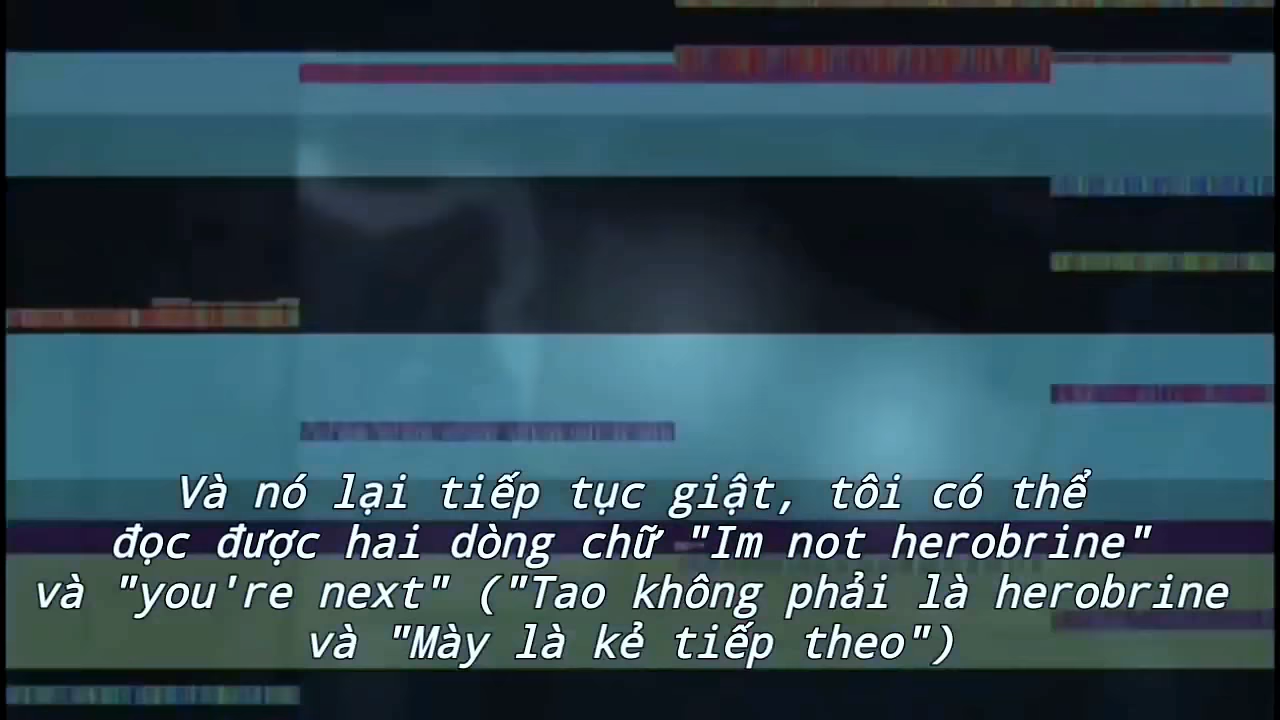 Và nó lại tiếp tục giật, tôi có thể
đọc được hai dòng chữ "Im not herobrine"
và "you're next" ("Tao không phải là herobrine
và "Mày là kẻ tiếp theo")